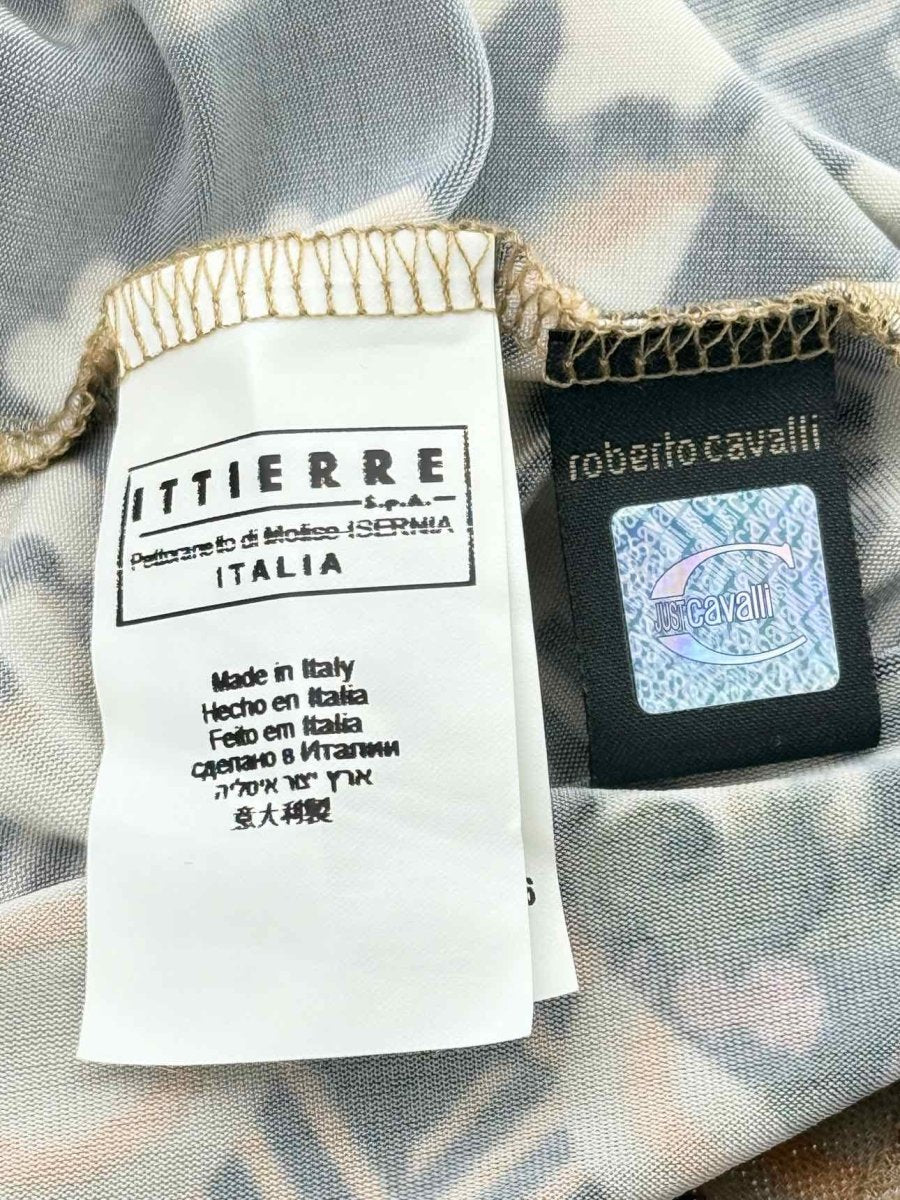 ITTIERRE
S.p.A.
Pettoranello di Molise ISERNIA
ITALIA
Made in Italy
Hecho en Italia
Feito em Italia
сделано в Италии
ארץ ייצור איטליה
意大利製
6
roberto cavalli
JUST cavalli